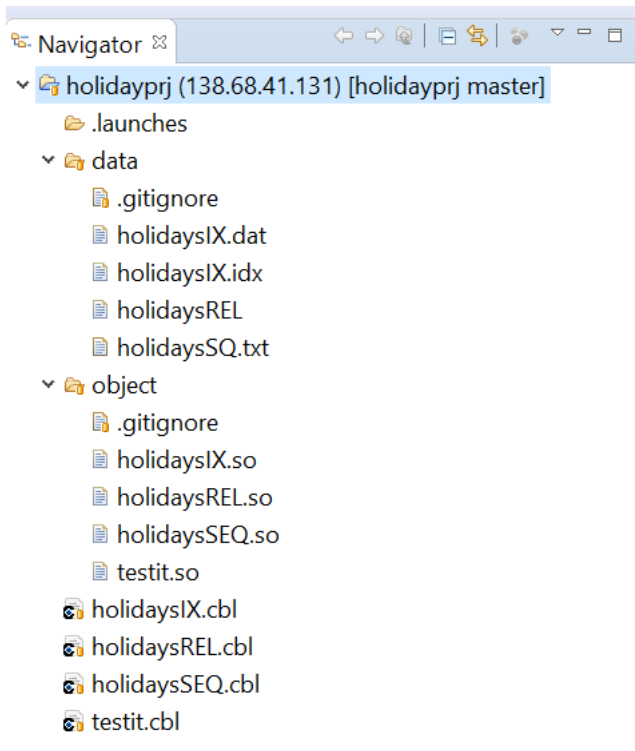 Navigator
holidayprj (138.68.41.131) [holidayprj master]
.launches
data
.gitignore
holidaysIX.dat
holidaysIX.idx
holidaysREL
holidaysSQ.txt
object
.gitignore
holidaysIX.so
holidaysREL.so
holidaysSEQ.so
testit.so
holidaysIX.cbl
holidaysREL.cbl
holidaysSEQ.cbl
testit.cbl